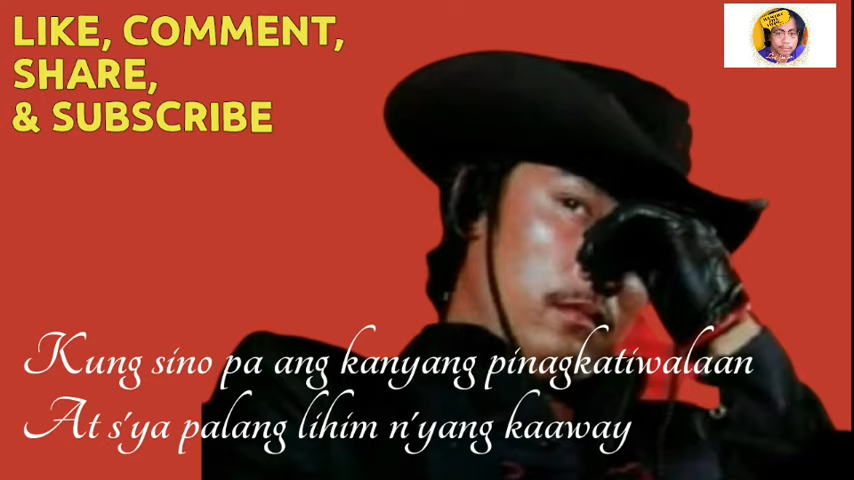 LIKE, COMMENT,
SHARE,
& SUBSCRIBE
Kung sino pa ang kanyang pinagkatiwalaan
At s'ya palang lihim n'yang kaaway